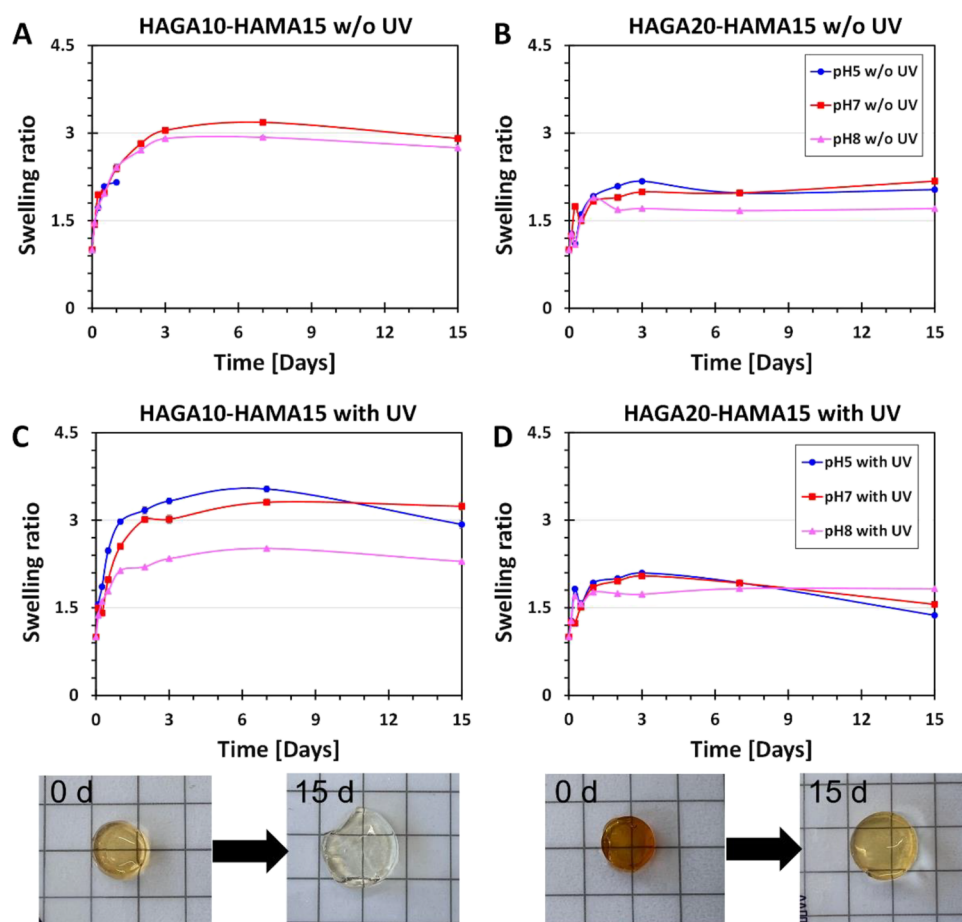 A
HAGA10-HAMA15 w/o UV
4.5
3
1.5
0
Swelling ratio
0
3
6
9
12
15
Time [Days]
B
HAGA20-HAMA15 w/o UV
4.5
3
1.5
0
Swelling ratio
pH5 w/o UV
pH7 w/o UV
pH8 w/o UV
0
3
6
9
12
15
Time [Days]
C
HAGA10-HAMA15 with UV
4.5
3
1.5
0
Swelling ratio
0
3
6
9
12
15
Time [Days]
D
HAGA20-HAMA15 with UV
4.5
3
1.5
0
Swelling ratio
pH5 with UV
pH7 with UV
pH8 with UV
0
3
6
9
12
15
Time [Days]
0 d
15 d
0 d
15 d